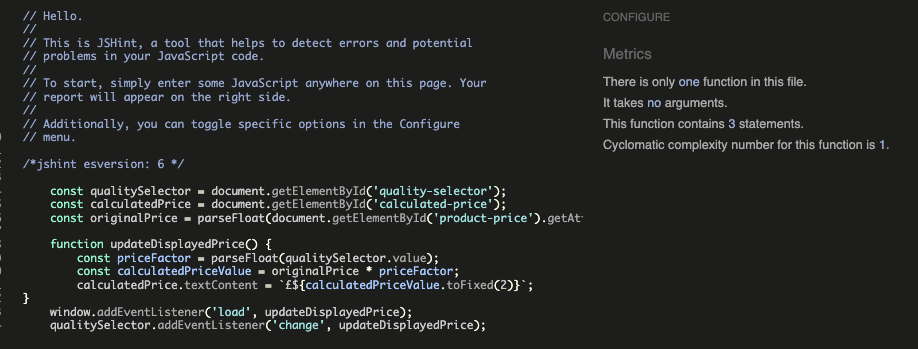 // Hello.
//
// This is JSHint, a tool that helps to detect errors and potential
// problems in your JavaScript code.
//
// To start, simply enter some JavaScript anywhere on this page. Your
// report will appear on the right side.
//
// Additionally, you can toggle specific options in the Configure
// menu.
/*jshint esversion: 6 */
const qualitySelector = document.getElementById('quality-selector');
const calculatedPrice = document.getElementById('calculated-price');
const originalPrice = parseFloat(document.getElementById('product-price').getAt
function updateDisplayedPrice() {
const priceFactor = parseFloat(qualitySelector.value);
const calculatedPriceValue = originalPrice * priceFactor;
calculatedPrice.textContent = `£${calculatedPriceValue.toFixed(2)}`;
}
window.addEventListener('load', updateDisplayedPrice);
qualitySelector.addEventListener('change', updateDisplayedPrice);
CONFIGURE
Metrics
There is only one function in this file.
It takes no arguments.
This function contains 3 statements.
Cyclomatic complexity number for this function is 1.